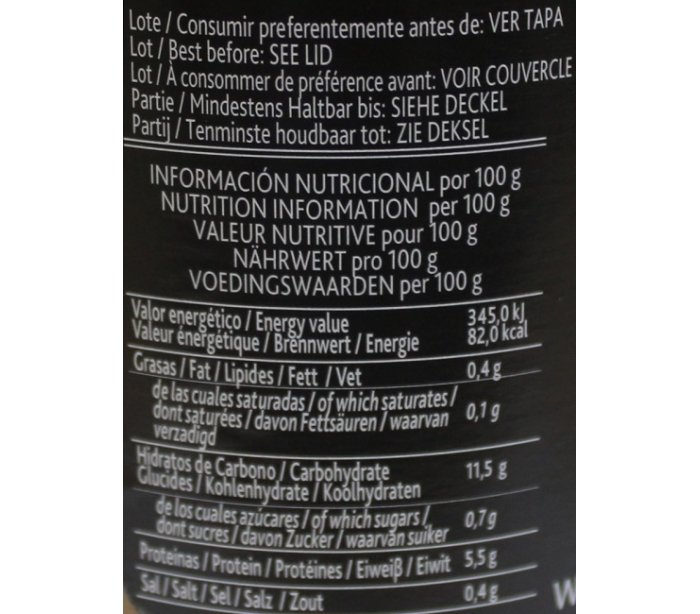 Lote / Consumir preferentemente antes de: VER TAPA
Lot / Best before: SEE LID
Lot / À consommer de préférence avant: VOIR COUVERCLE
Partie / Mindestens Haltbar bis: SIEHE DECKEL
Partij / Tenminste houdbaar tot: ZIE DEKSEL
INFORMACIÓN NUTRICIONAL por 100 g
NUTRITION INFORMATION per 100 g
VALEUR NUTRITIVE pour 100 g
NÄHRWERT pro 100 g
VOEDINGSWAARDEN per 100 g
Valor energético / Energy value 345,0 kJ
Valeur énergétique / Brennwert / Energie 82,0 kcal
Grasas / Fat / Lipides / Fett / Vet 0,4 g
de las cuales saturadas / of which saturates /
dont saturées / davon Fettsäuren / waarvan 0,1 g
verzadigd
Hidratos de Carbono / Carbohydrate 11,5 g
Glucides / Kohlenhydrate / Koolhydraten
de los cuales azúcares / of which sugars / 0,7 g
dont sucres / davon Zucker / waarvan suiker
Proteinas / Protein / Protéines / Eiweiß / Eiwit 5,5 g
Sal / Salt / Sel / Salz / Zout 0,4 g
W